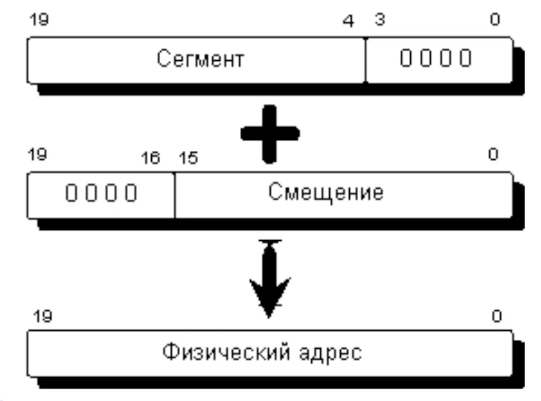 19 4 3 0
Сегмент 0000
19 16 15 0
0000 Смещение
19 0
Физический адрес